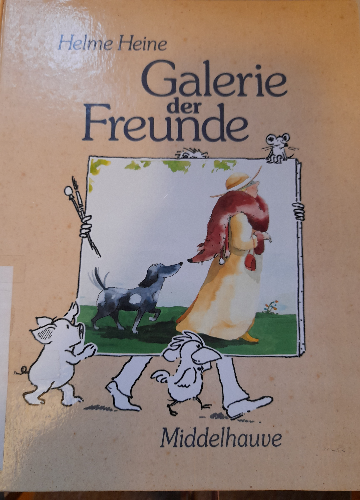 Helme Heine
Galerie
der
Freunde
Middelhauve